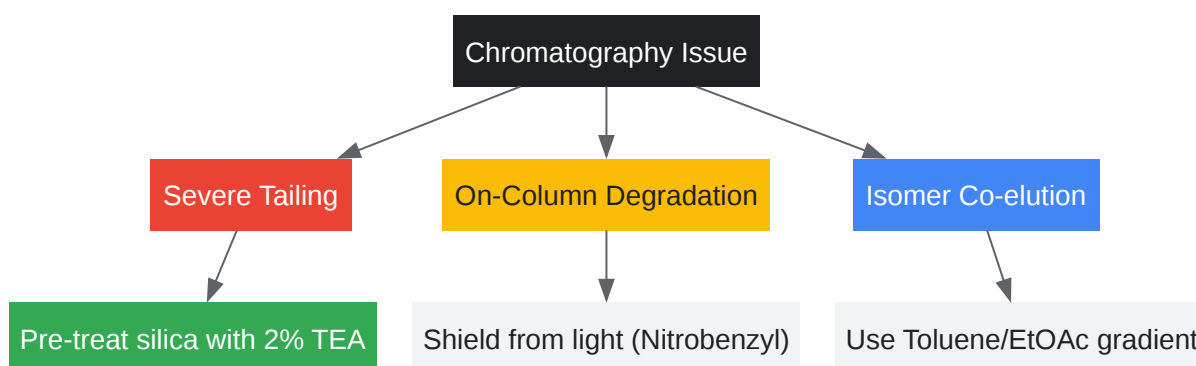 Chromatography Issue
Severe Tailing
On-Column Degradation
Isomer Co-elution
Pre-treat silica with 2% TEA
Shield from light (Nitrobenzyl)
Use Toluene/EtOAc gradient